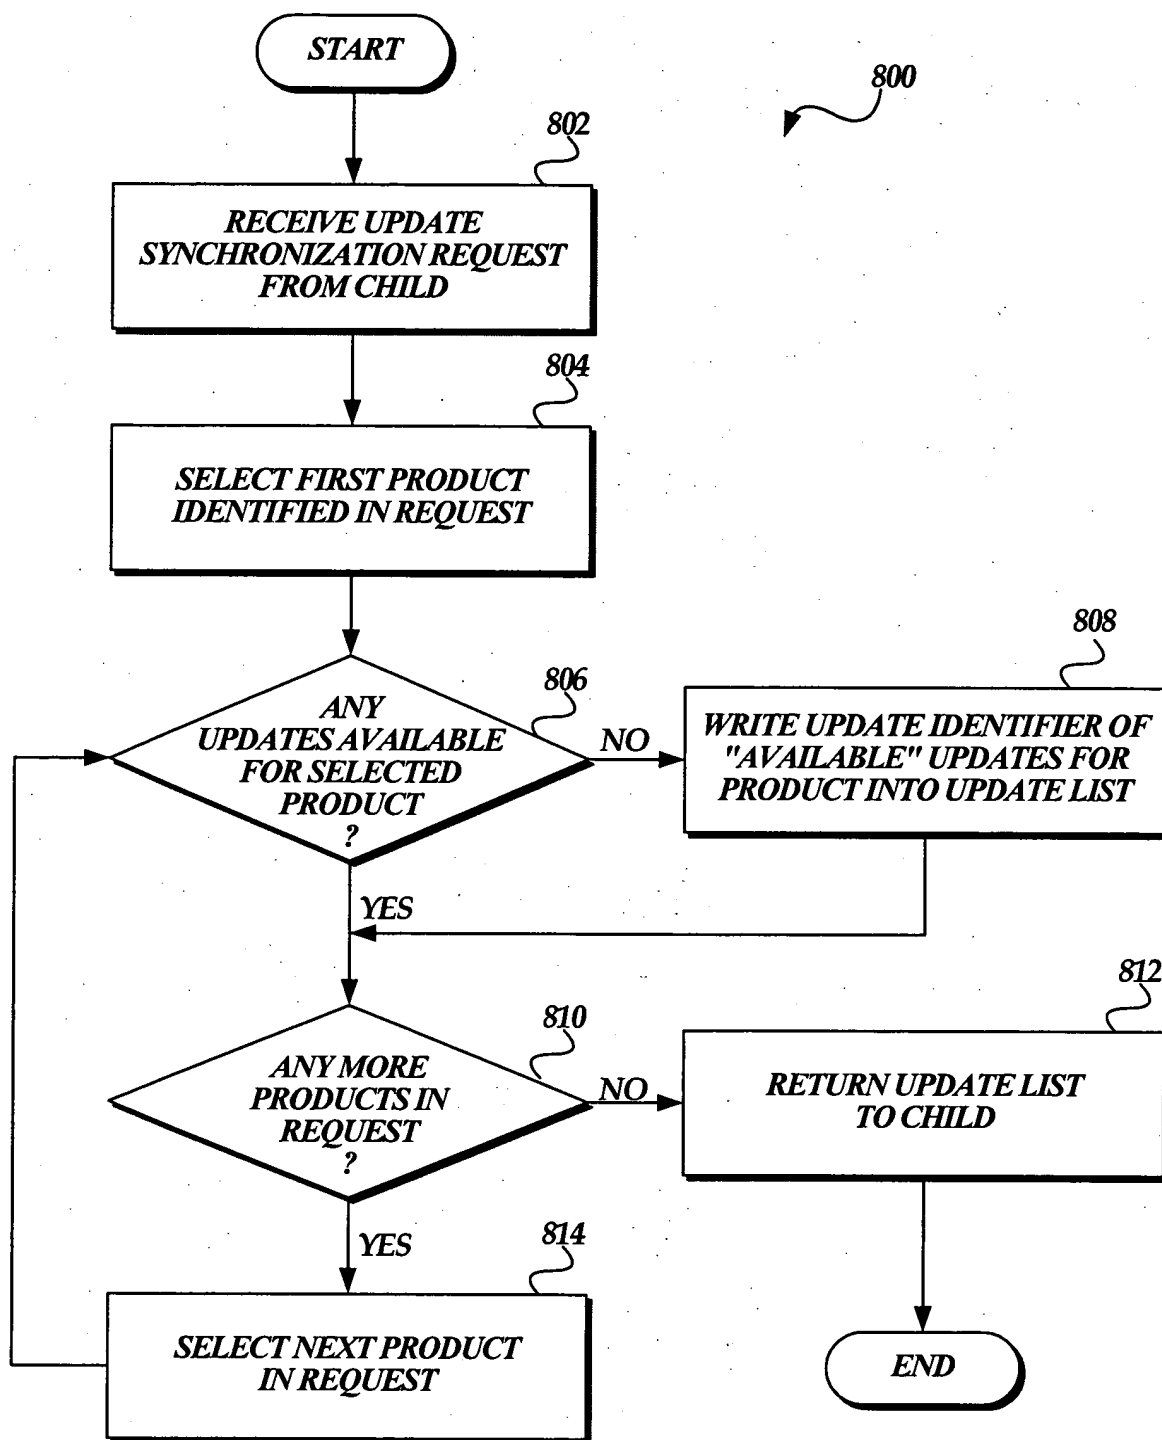 START
800
802
RECEIVE UPDATE
SYNCHRONIZATION REQUEST
FROM CHILD
804
SELECT FIRST PRODUCT
IDENTIFIED IN REQUEST
806
ANY
UPDATES AVAILABLE
FOR SELECTED
PRODUCT
?
NO
808
WRITE UPDATE IDENTIFIER OF
"AVAILABLE" UPDATES FOR
PRODUCT INTO UPDATE LIST
YES
810
ANY MORE
PRODUCTS IN
REQUEST
?
NO
812
RETURN UPDATE LIST
TO CHILD
YES
814
SELECT NEXT PRODUCT
IN REQUEST
END